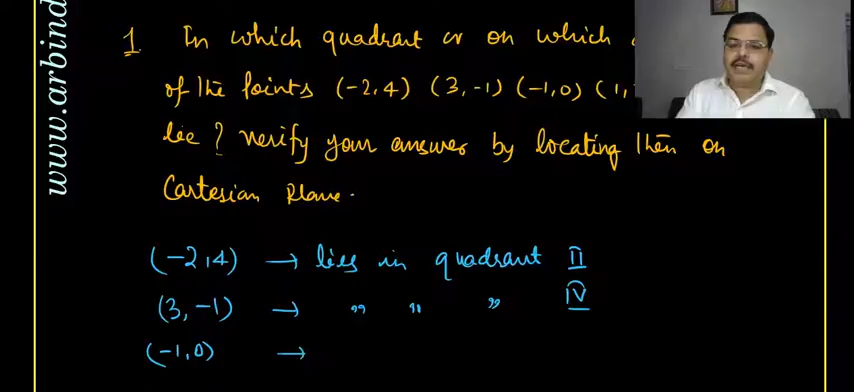 www.arbind
1. In which quadrant or on which
of the points (-2,4) (3,-1) (-1,0) (1,
lie ? Verify your answer by locating then on
Cartesian Plane.
(-2,4) → lies in quadrant II
(3,-1) → " " " IV
(-1,0) →